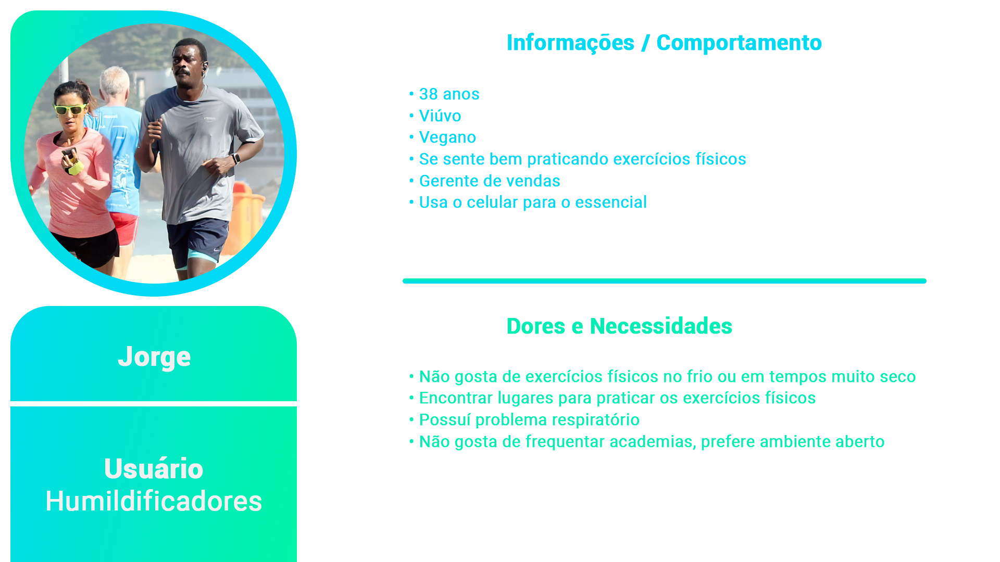 Informações / Comportamento
• 38 anos
• Viúvo
• Vegano
• Se sente bem praticando exercícios físicos
• Gerente de vendas
• Usa o celular para o essencial
Dores e Necessidades
• Não gosta de exercícios físicos no frio ou em tempos muito seco
• Encontrar lugares para praticar os exercícios físicos
• Possuí problema respiratório
• Não gosta de frequentar academias, prefere ambiente aberto
Jorge
Usuário
Humildificadores